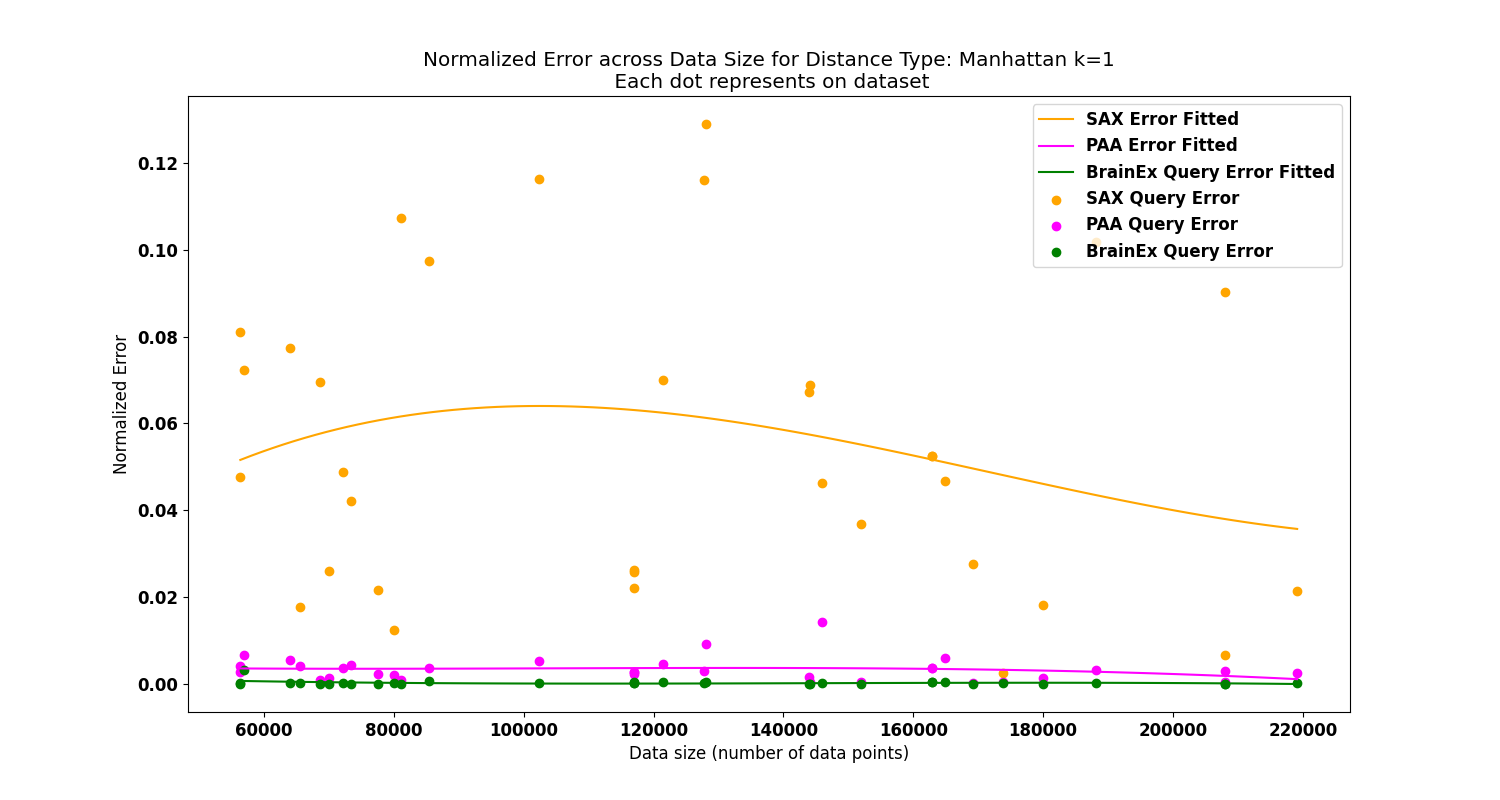 Normalized Error across Data Size for Distance Type: Manhattan k=1
Each dot represents on dataset
SAX Error Fitted
PAA Error Fitted
BrainEx Query Error Fitted
SAX Query Error
PAA Query Error
BrainEx Query Error
Normalized Error
0.12
0.10
0.08
0.06
0.04
0.02
0.00
60000 80000 100000 120000 140000 160000 180000 200000 220000
Data size (number of data points)